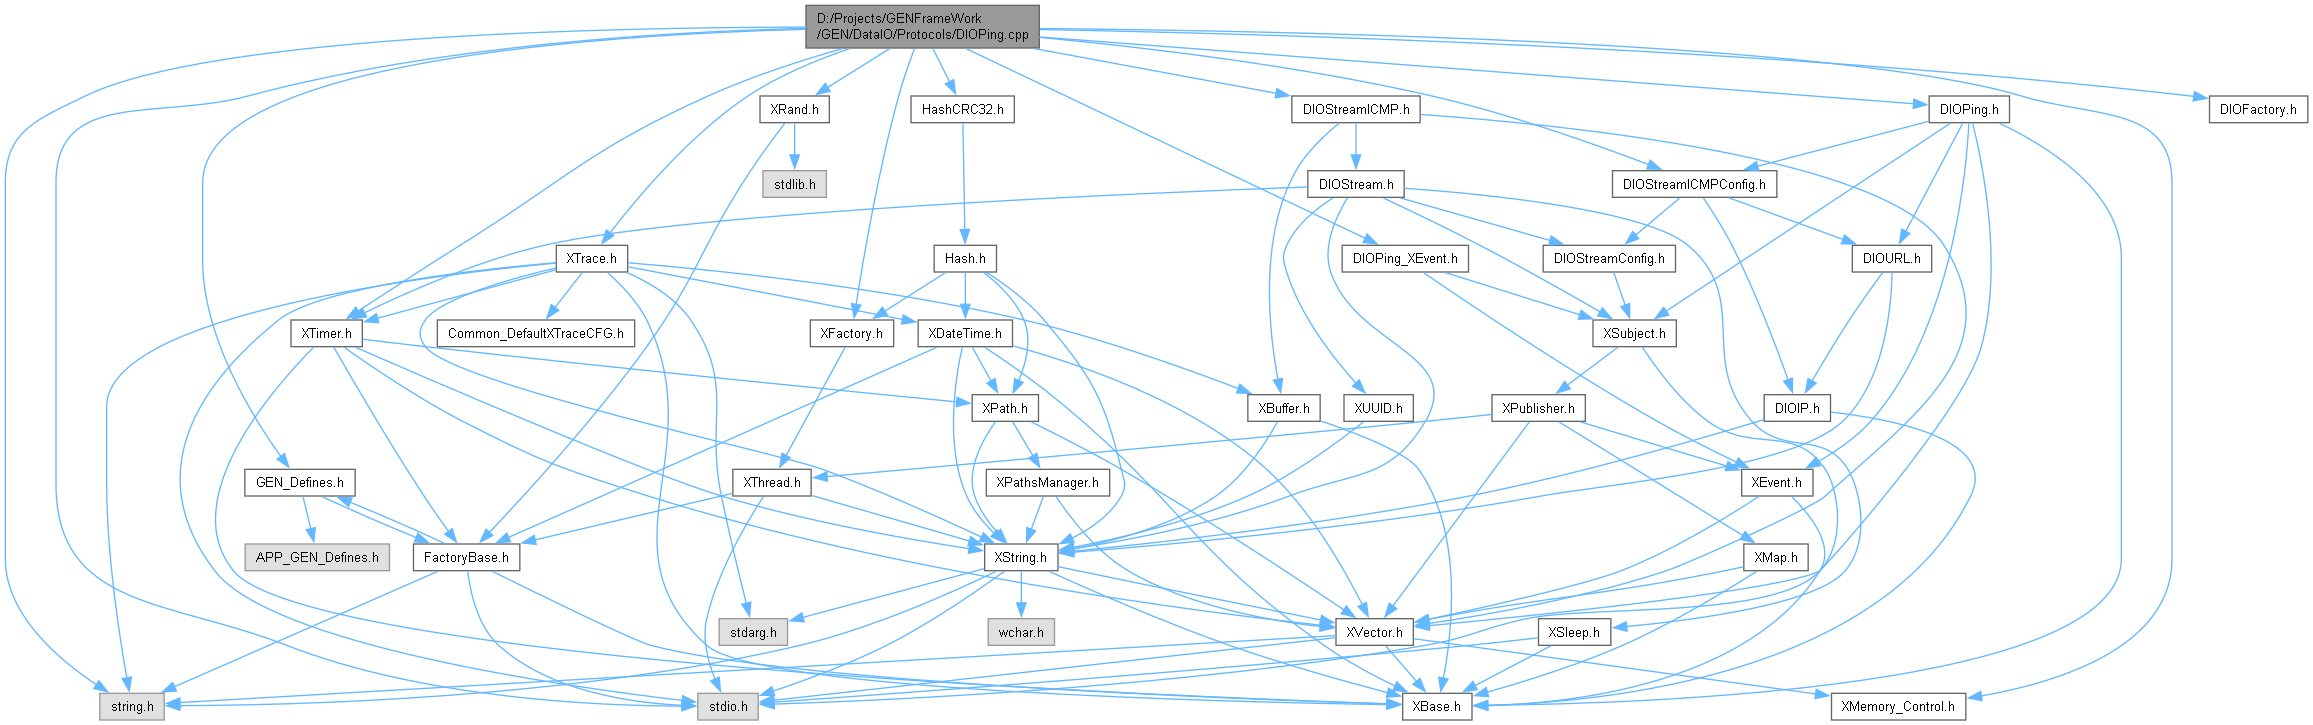 D:/Projects/GENFrameWork
/GEN/DataIO/Protocols/DIOPing.cpp
XRand.h
HashCRC32.h
DIOStreamICMP.h
DIOPing.h
DIOFactory.h
stdlib.h
DIOStream.h
DIOStreamICMPConfig.h
XTrace.h
Hash.h
DIOPing_XEvent.h
DIOStreamConfig.h
DIOURL.h
XTimer.h
Common_DefaultXTraceCFG.h
XFactory.h
XDateTime.h
XSubject.h
XPath.h
XBuffer.h
XUUID.h
XPublisher.h
DIOIP.h
GEN_Defines.h
XThread.h
XPathsManager.h
XEvent.h
APP_GEN_Defines.h
FactoryBase.h
XString.h
XMap.h
stdarg.h
wchar.h
XVector.h
XSleep.h
string.h
stdio.h
XBase.h
XMemory_Control.h